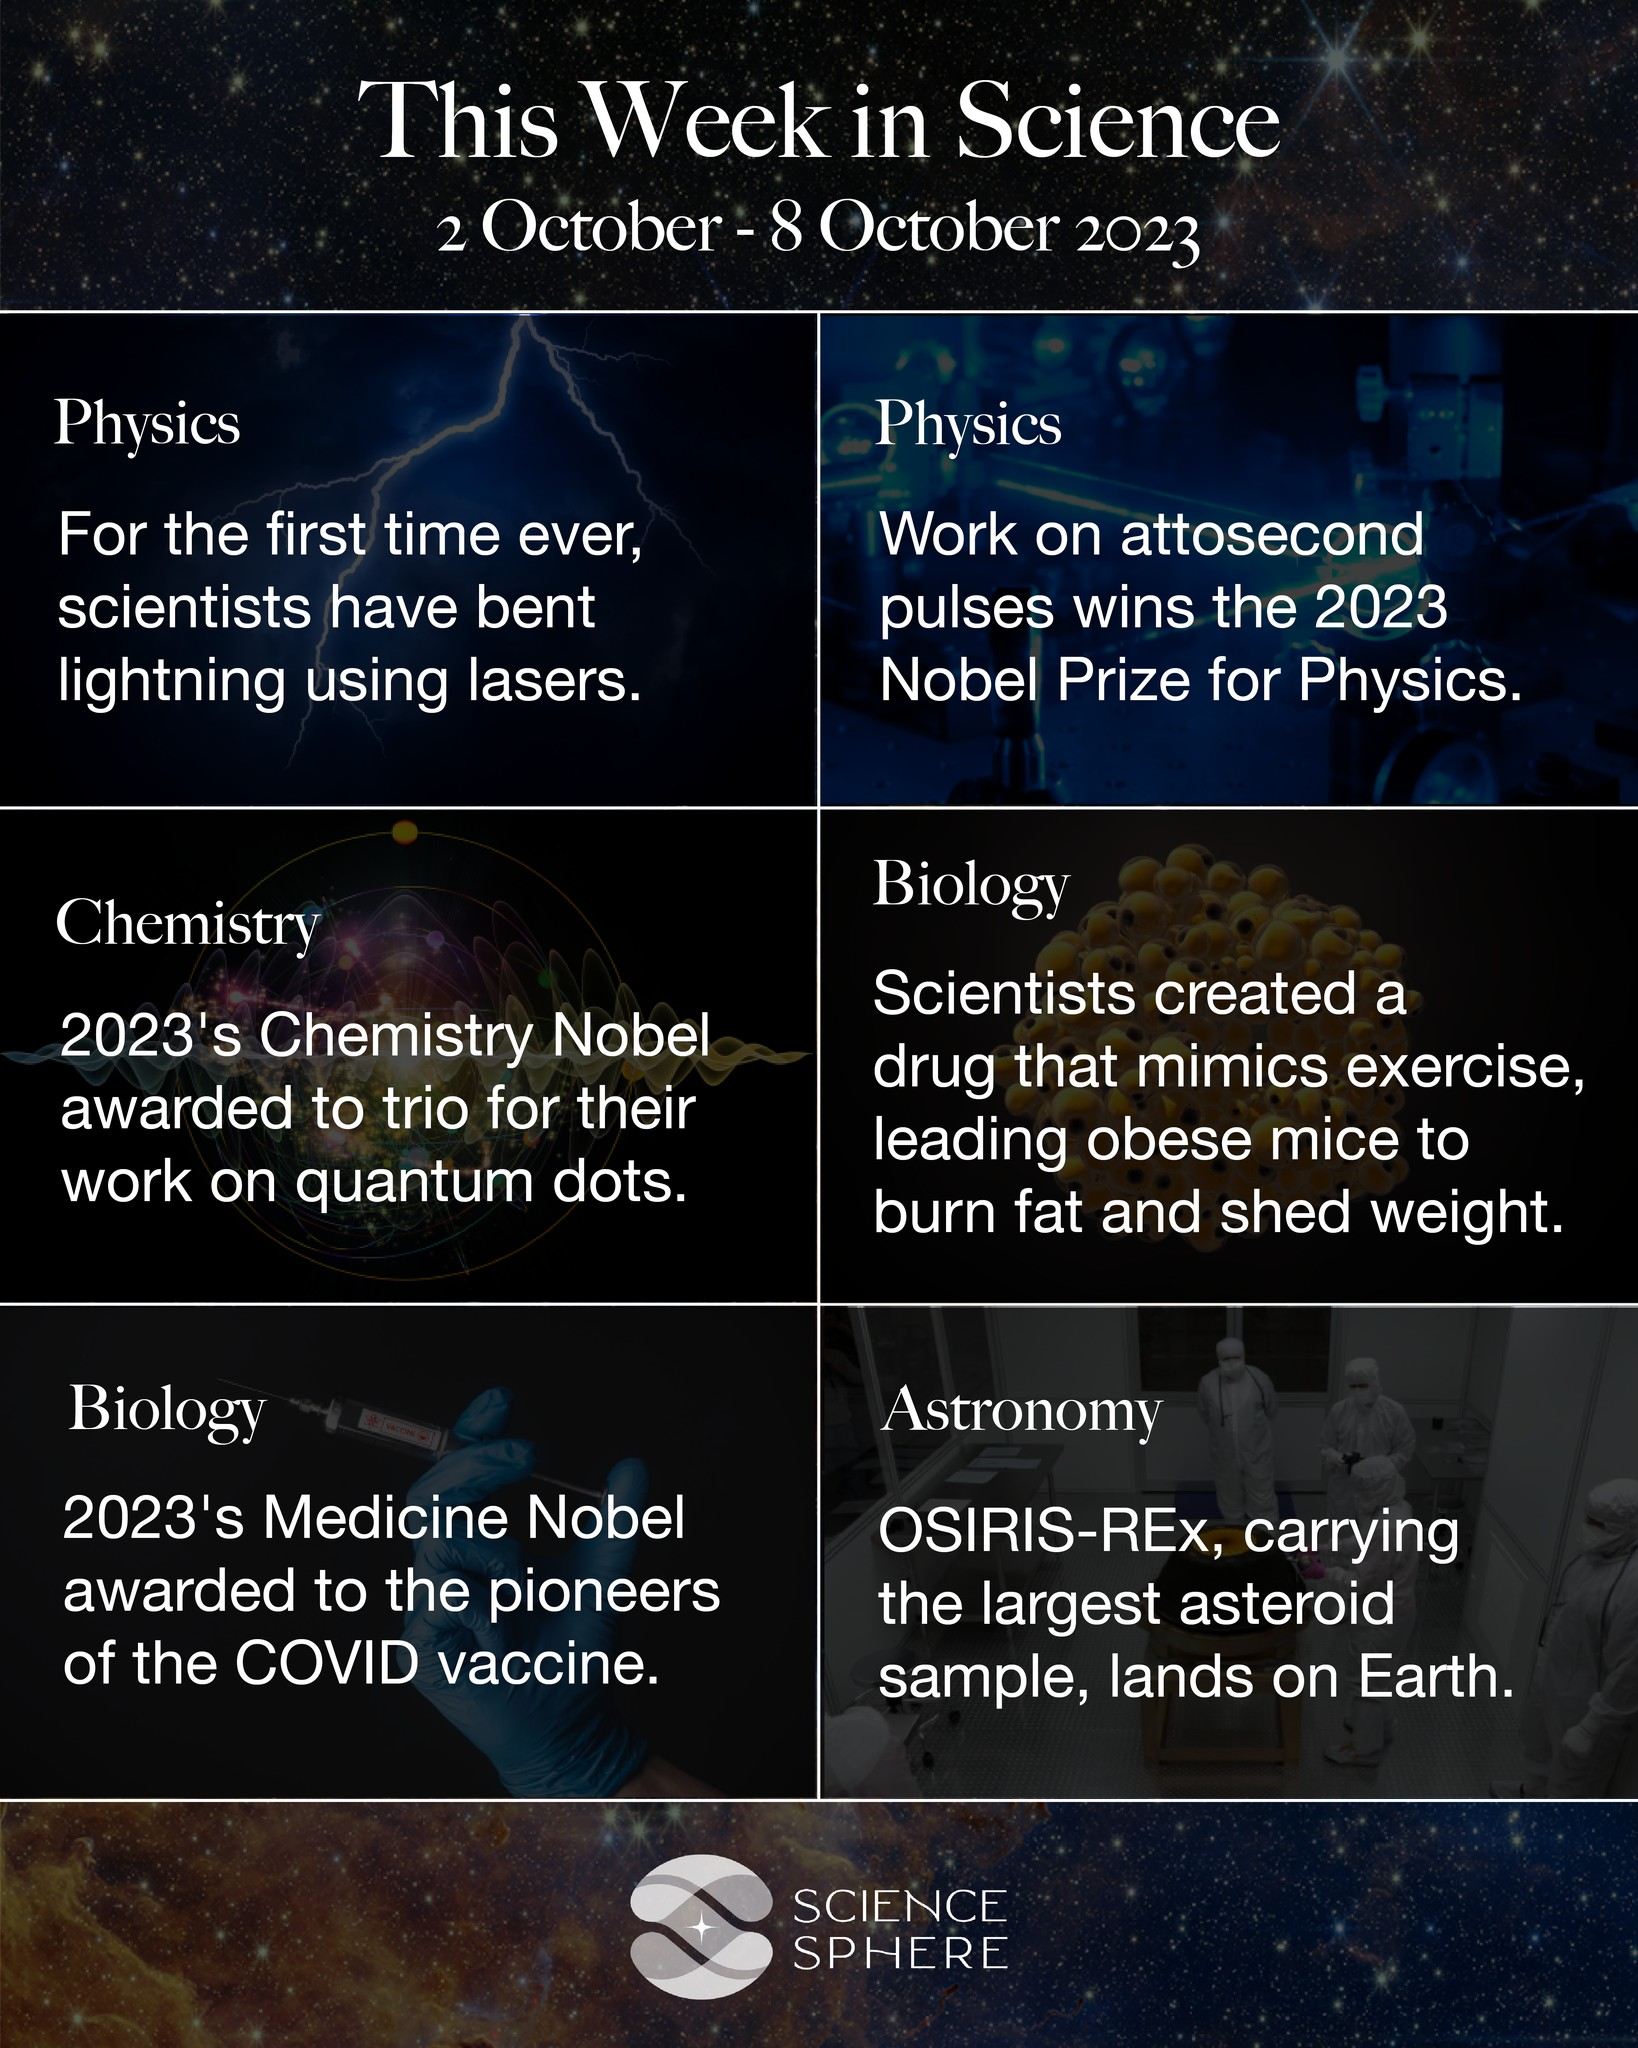 This Week in Science
2 October - 8 October 2023
Physics
For the first time ever,
scientists have bent
lightning using lasers.
Physics
Work on attosecond
pulses wins the 2023
Nobel Prize for Physics.
Chemistry
2023's Chemistry Nobel
awarded to trio for their
work on quantum dots.
Biology
Scientists created a
drug that mimics exercise,
leading obese mice to
burn fat and shed weight.
Biology
VACCINE
2023's Medicine Nobel
awarded to the pioneers
of the COVID vaccine.
Astronomy
OSIRIS-REx, carrying
the largest asteroid
sample, lands on Earth.
SCIENCE
SPHERE